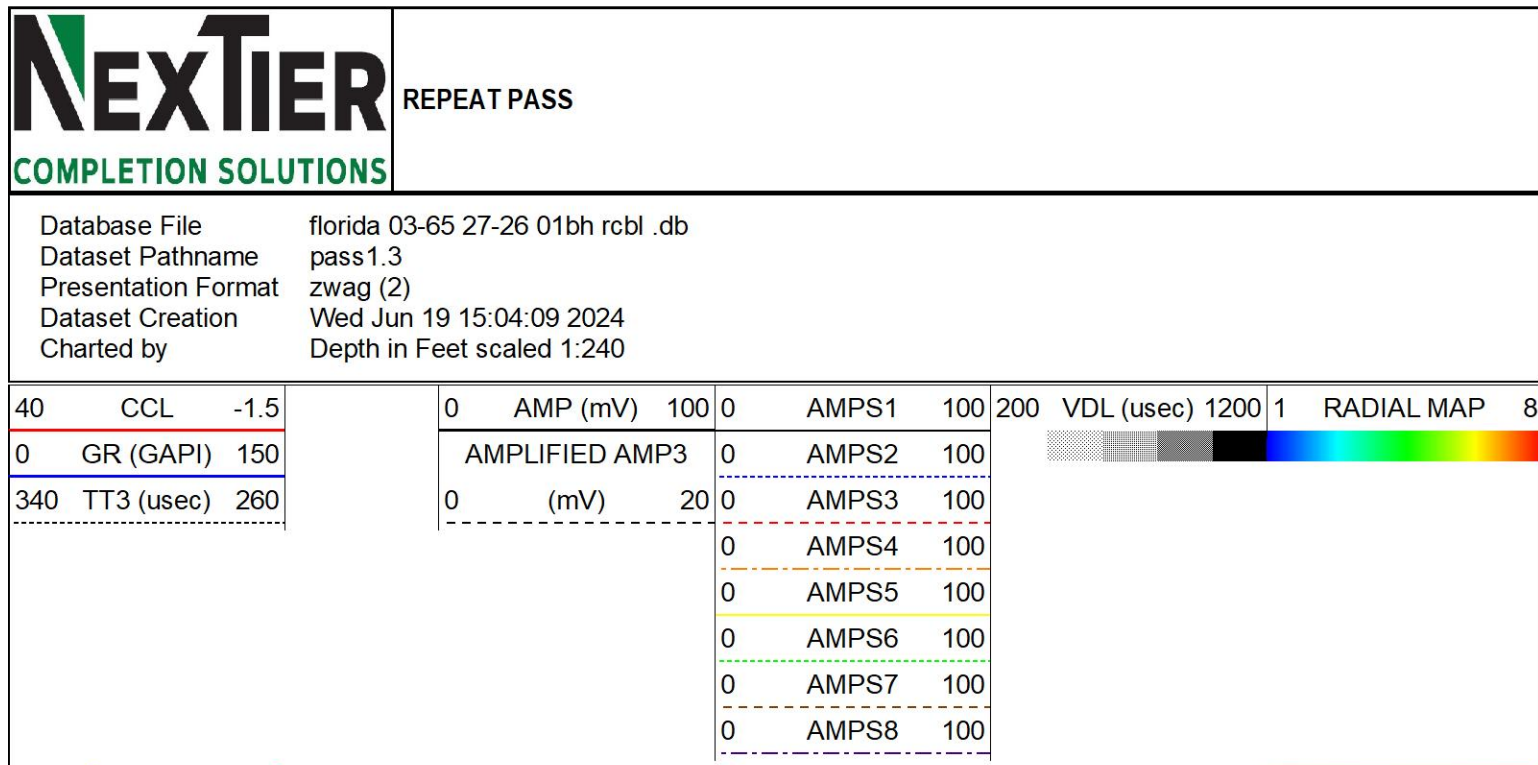 NEXTIER
COMPLETION SOLUTIONS
REPEAT PASS
Database File florida 03-65 27-26 01bh rcbl .db
Dataset Pathname pass1.3
Presentation Format zwag (2)
Dataset Creation Wed Jun 19 15:04:09 2024
Charted by Depth in Feet scaled 1:240
40 CCL -1.5 0 AMP (mV) 100 0 AMPS1 100 200 VDL (usec) 1200 1 RADIAL MAP 8
0 GR (GAPI) 150 AMPLIFIED AMP3 0 AMPS2 100
340 TT3 (usec) 260 0 (mV) 20 0 AMPS3 100
0 AMPS4 100
0 AMPS5 100
0 AMPS6 100
0 AMPS7 100
0 AMPS8 100